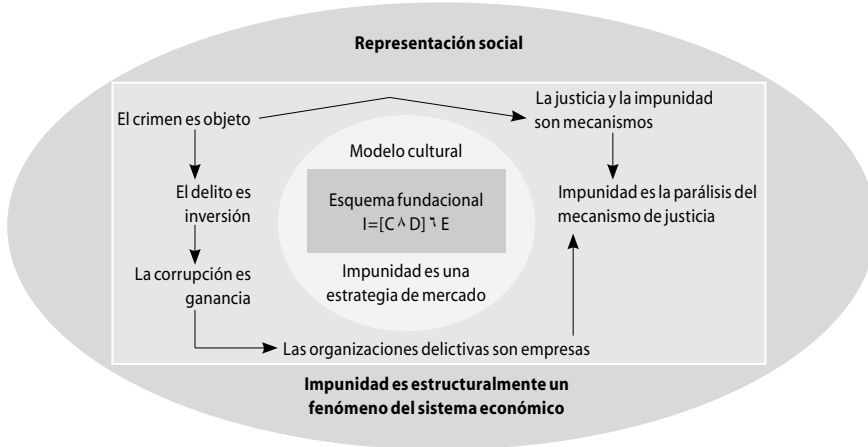 Representación social
El crimen es objeto
La justicia y la impunidad
son mecanismos
Modelo cultural
El delito es
inversión
Esquema fundacional
I=[C ∧ D] ℸ E
Impunidad es la parálisis del
mecanismo de justicia
La corrupción es
ganancia
Impunidad es una
estrategia de mercado
Las organizaciones delictivas son empresas
Impunidad es estructuralmente un
fenómeno del sistema económico